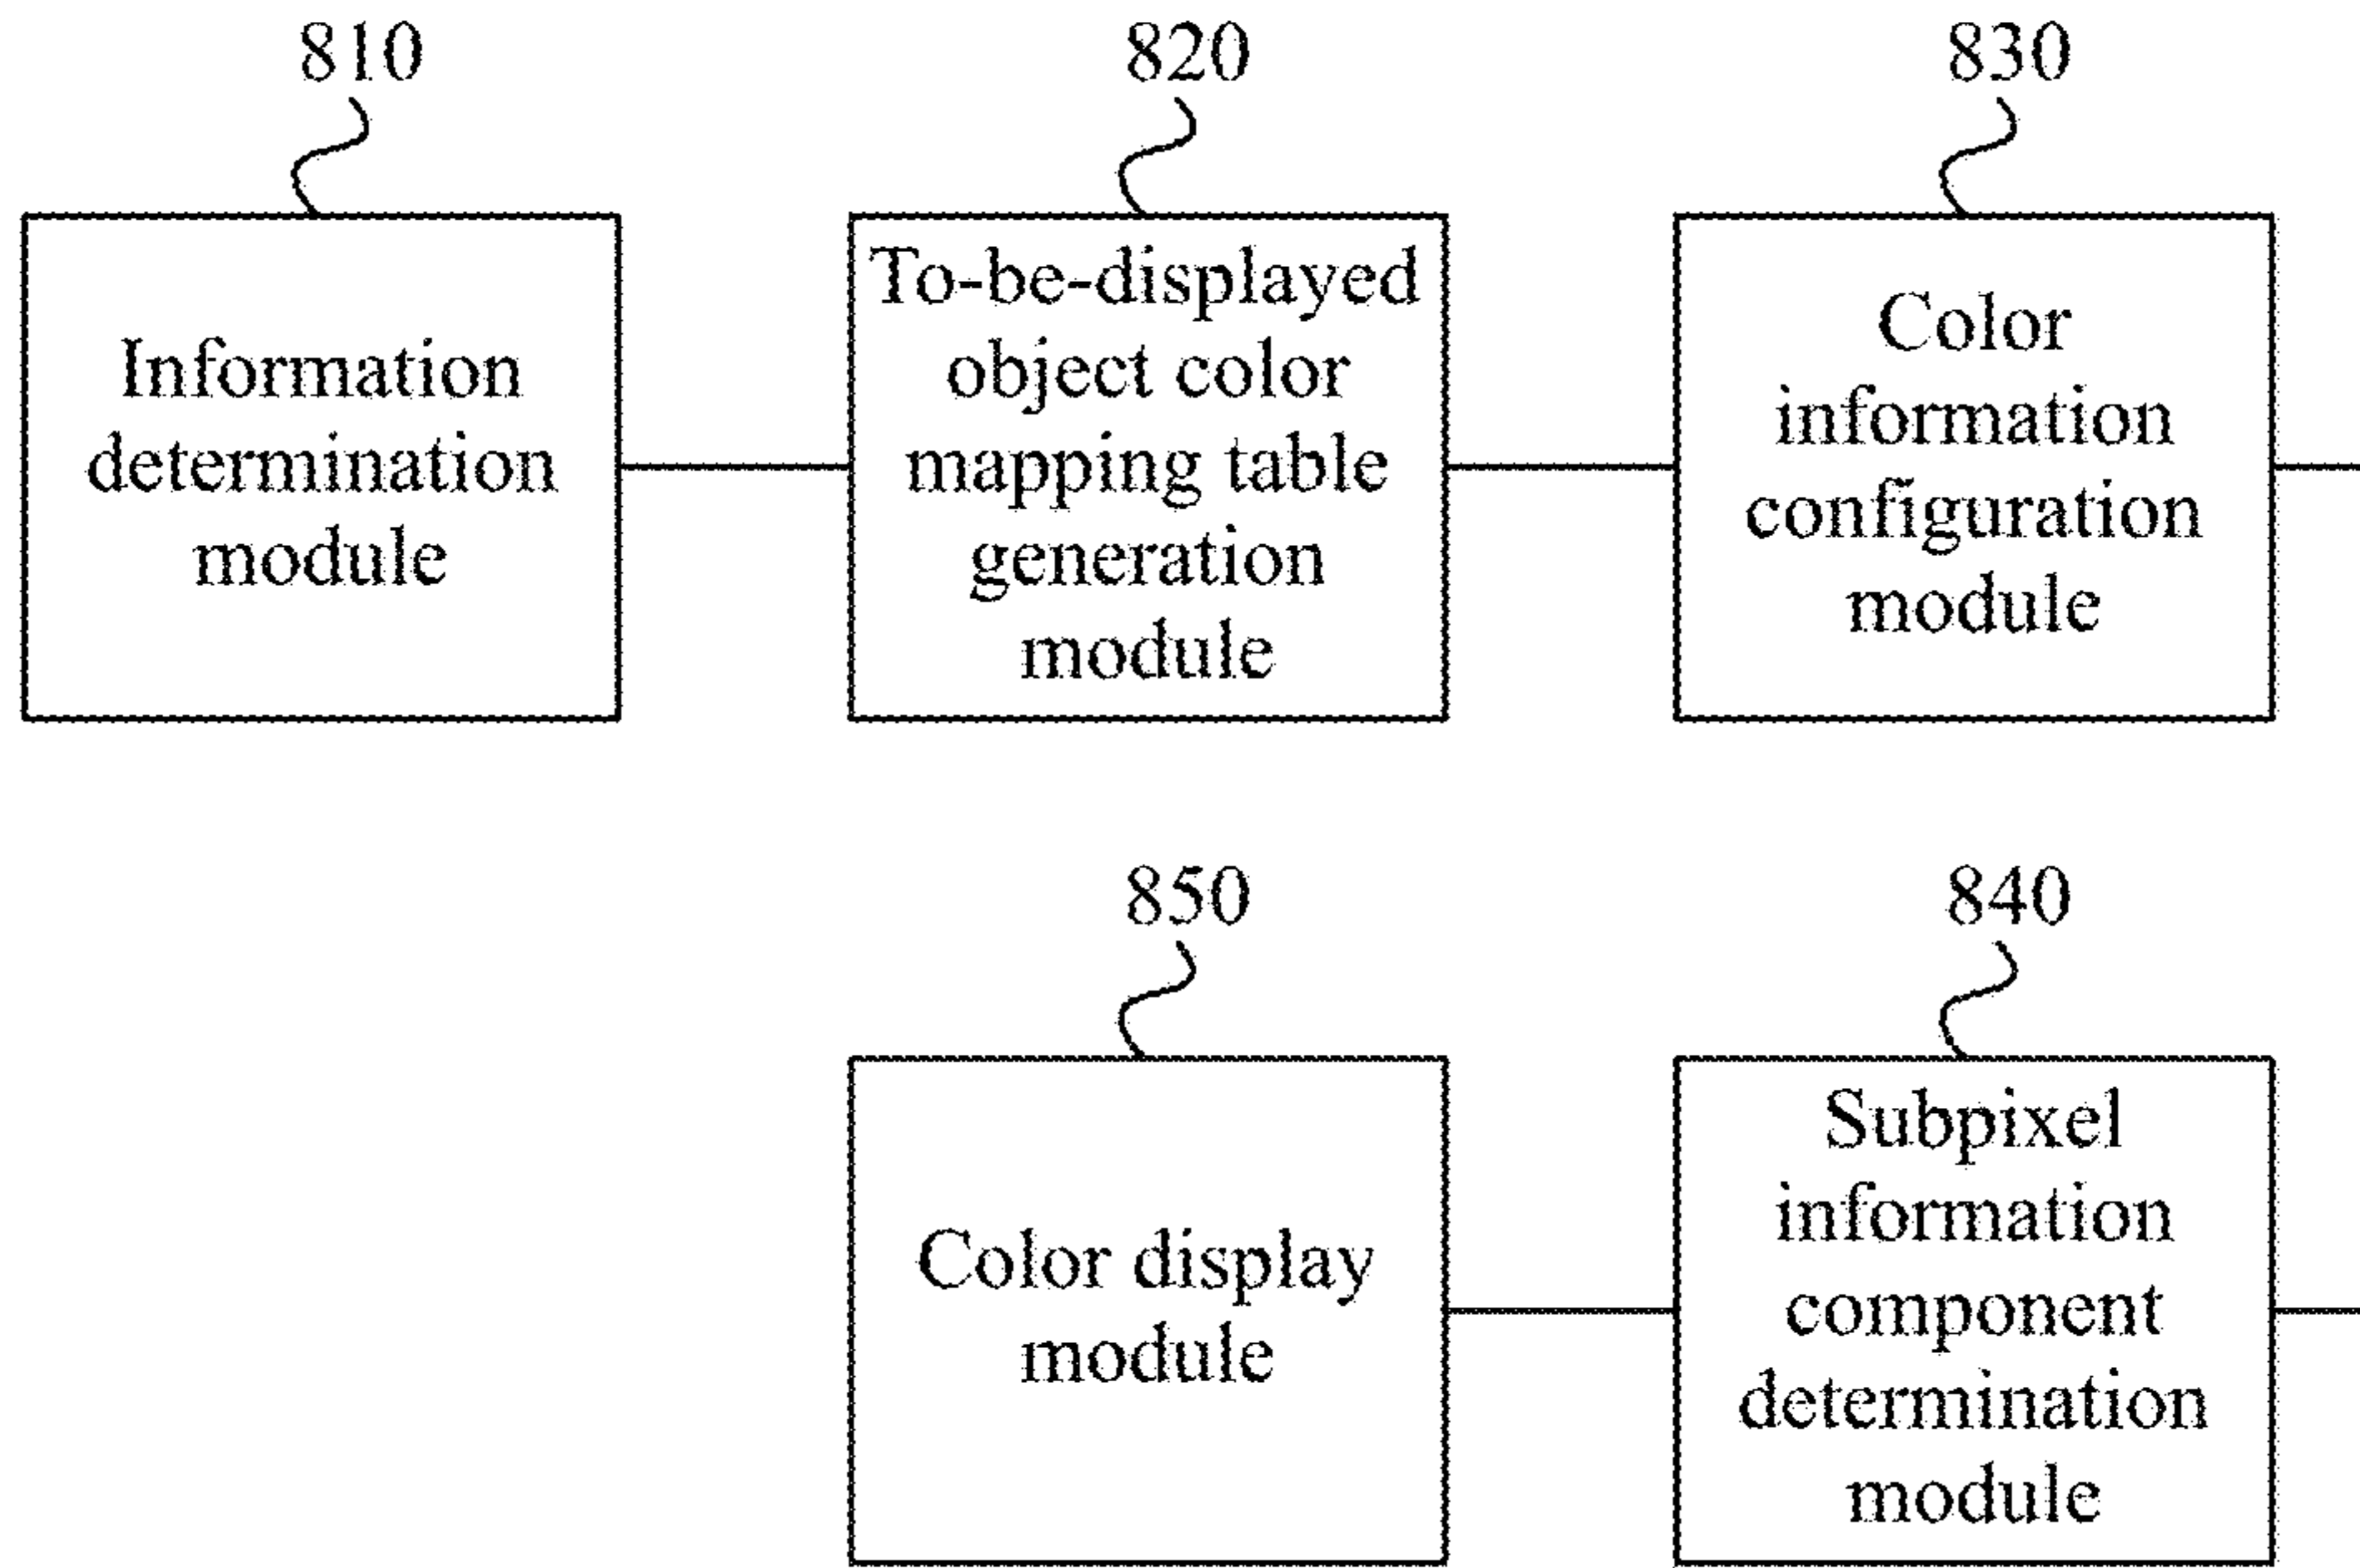 810
820
830
Information
determination
module
To-be-displayed
object color
mapping table
generation
module
Color
information
configuration
module
850
840
Color display
module
Subpixel
information
component
determination
module